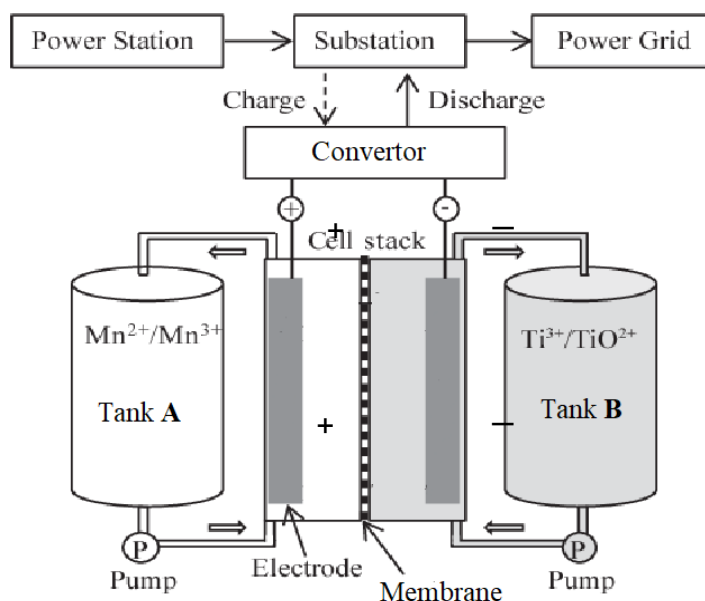 Power Station
Substation
Power Grid
Charge
Discharge
Convertor
+
-
+
Cell stack
−
Mn²⁺/Mn³⁺
Ti³⁺/TiO²⁺
Tank A
+
−
Tank B
P
P
Pump
Electrode
Membrane
Pump